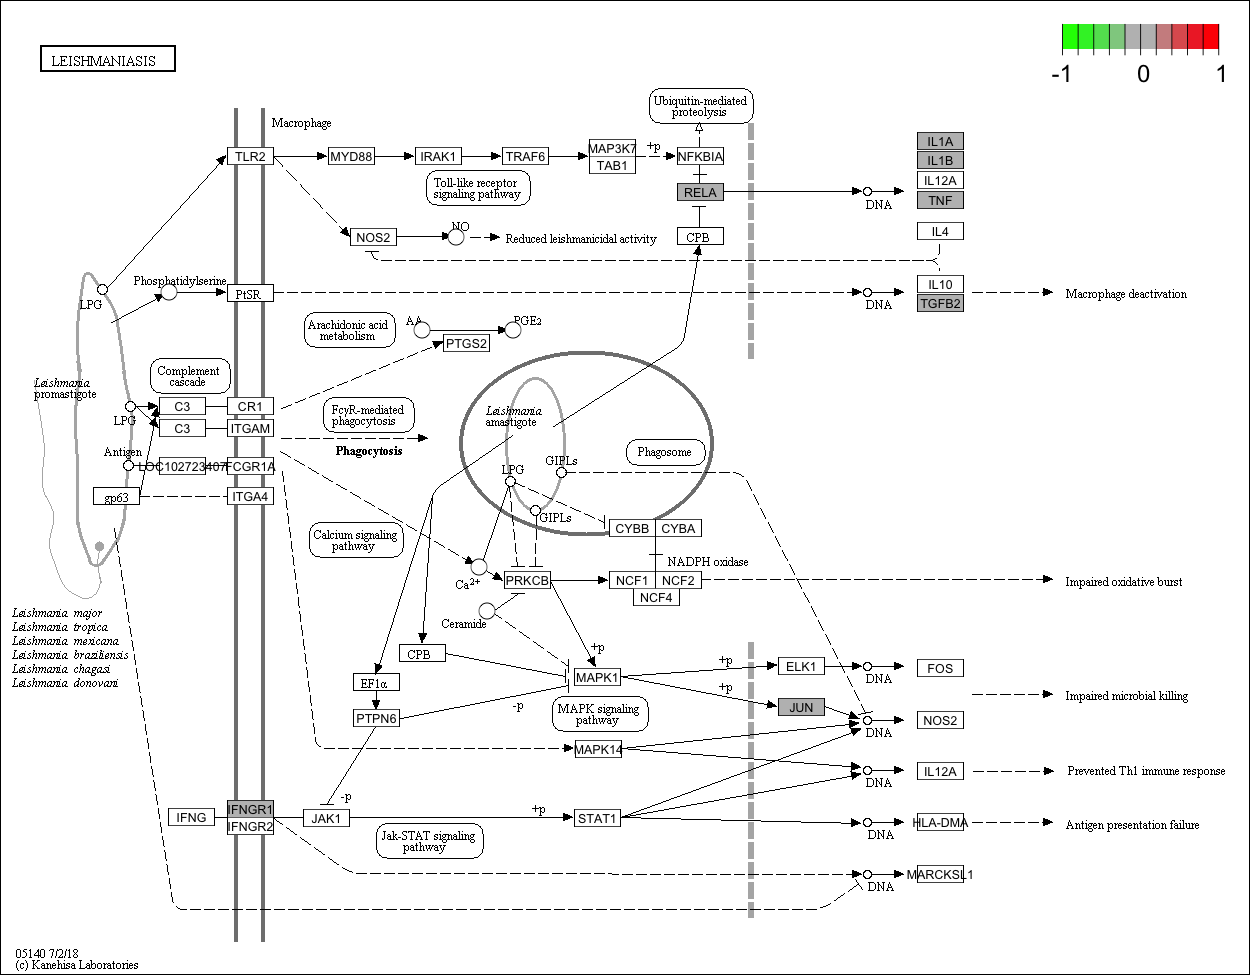 LEISHMANIASIS
-1 0 1
Macrophage
Ubiquitin-mediated
proteolysis
TLR2
MYD88
IRAK1
TRAF6
MAP3K7
TAB1
+p
NFKBIA
Toll-like receptor
signaling pathway
RELA
DNA
IL1A
IL1B
IL12A
TNF
NOS2
NO
Reduced leishmanicidal activity
CPB
IL4
Phosphatidylserine
LPG
PtSR
DNA
IL10
TGFB2
Macrophage deactivation
Arachidonic acid
metabolism
AA
PGE2
PTGS2
Leishmania
promastigote
Complement
cascade
LPG
C3
CR1
C3
ITGAM
FcγR-mediated
phagocytosis
Phagocytosis
Antigen
LOC102723407
FCGR1A
gp63
ITGA4
Leishmania
amastigote
LPG
GIPLs
GIPLs
Phagosome
CYBB
CYBA
NADPH oxidase
Calcium signaling
pathway
Ca2+
PRKCB
NCF1
NCF2
NCF4
Impaired oxidative burst
Ceramide
Leishmania major
Leishmania tropica
Leishmania mexicana
Leishmania braziliensis
Leishmania chagasi
Leishmania donovani
CPB
EF1α
PTPN6
+p
MAPK1
-p
MAPK signaling
pathway
+p
ELK1
DNA
FOS
+p
JUN
DNA
NOS2
Impaired microbial killing
MAPK14
DNA
IL12A
Prevented Th1 immune response
IFNG
IFNGR1
IFNGR2
JAK1
-p
+p
STAT1
Jak-STAT signaling
pathway
DNA
HLA-DMA
Antigen presentation failure
DNA
MARCKSL1
05140 7/2/18
(c) Kanehisa Laboratories